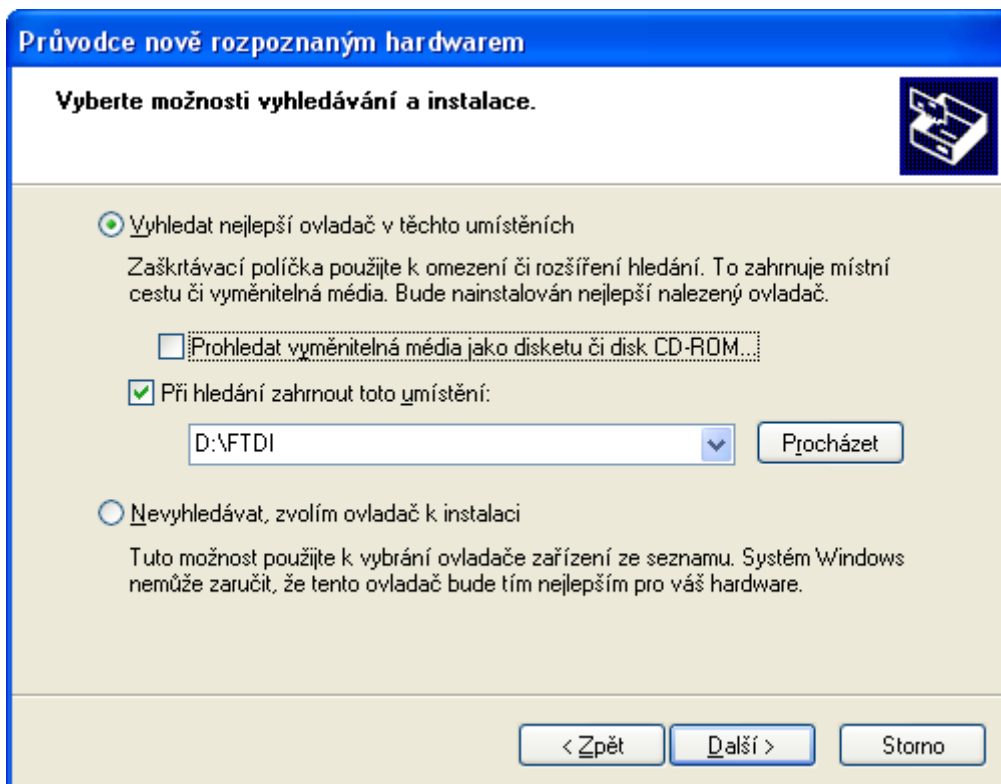 Průvodce nově rozpoznaným hardwarem
Vyberte možnosti vyhledávání a instalace.
Vyhledat nejlepší ovladač v těchto umístěních
Zaškrtávací políčka použijte k omezení či rozšíření hledání. To zahrnuje místní
cestu či vyměnitelná média. Bude nainstalován nejlepší nalezený ovladač.
Prohledat vyměnitelná média jako disketu či disk CD-ROM...
Při hledání zahrnout toto umístění:
D:\FTDI
Procházet
Nevyhledávat, zvolím ovladač k instalaci
Tuto možnost použijte k vybrání ovladače zařízení ze seznamu. Systém Windows
nemůže zaručit, že tento ovladač bude tím nejlepším pro váš hardware.
< Zpět
Další >
Storno